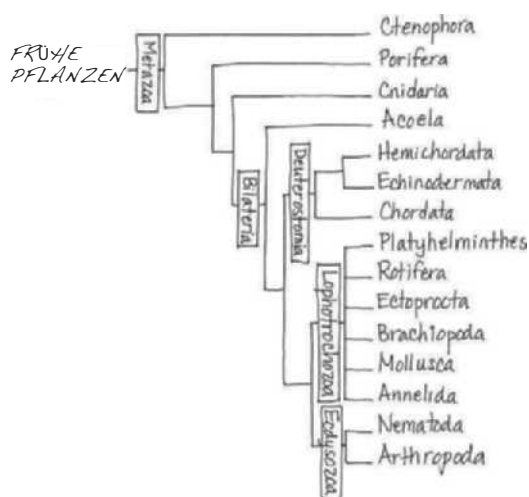 FRÜHE
PFLANZEN
Metazoa
Ctenophora
Porifera
Cnidaria
Acoela
Bilateria
Deuterostomia
Hemichordata
Echinodermata
Chordata
Lophotrochozoa
Platyhelminthes
Rotifera
Ectoprocta
Brachiopoda
Mollusca
Annelida
Ecdysozoa
Nematoda
Arthropoda